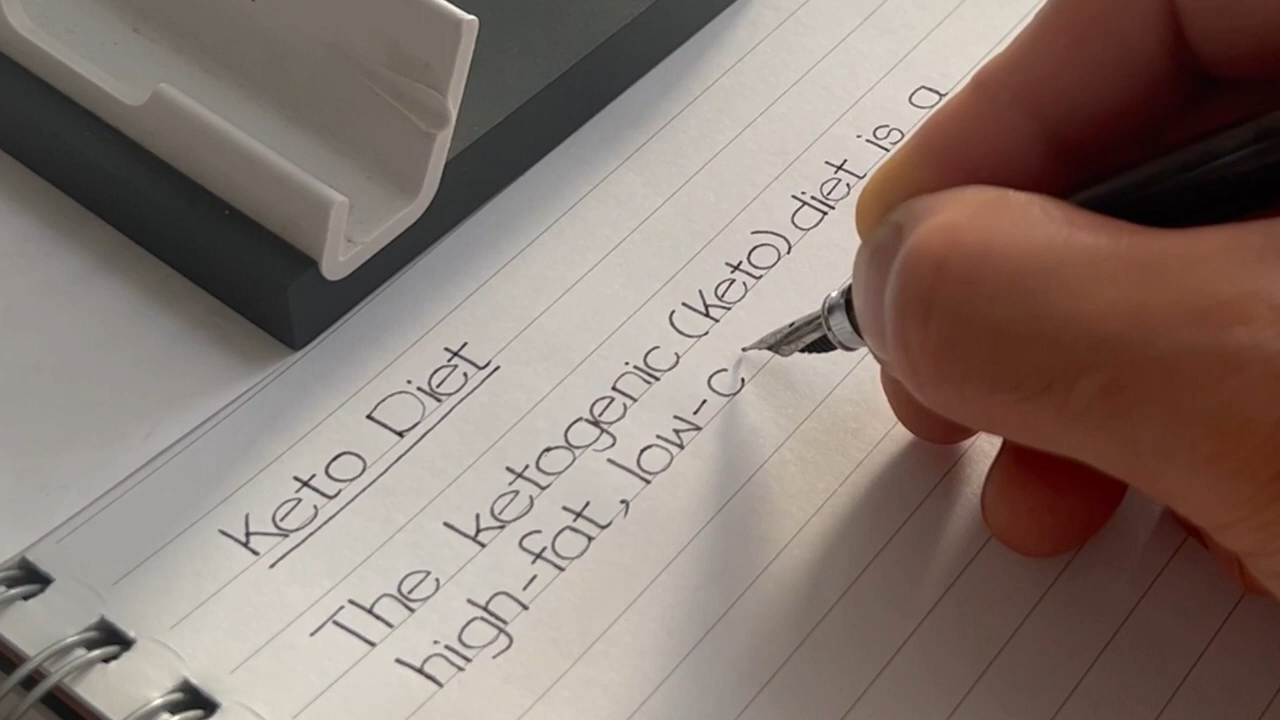 Keto Diet
The ketogenic (Keto) diet is a
high-fat, low-c